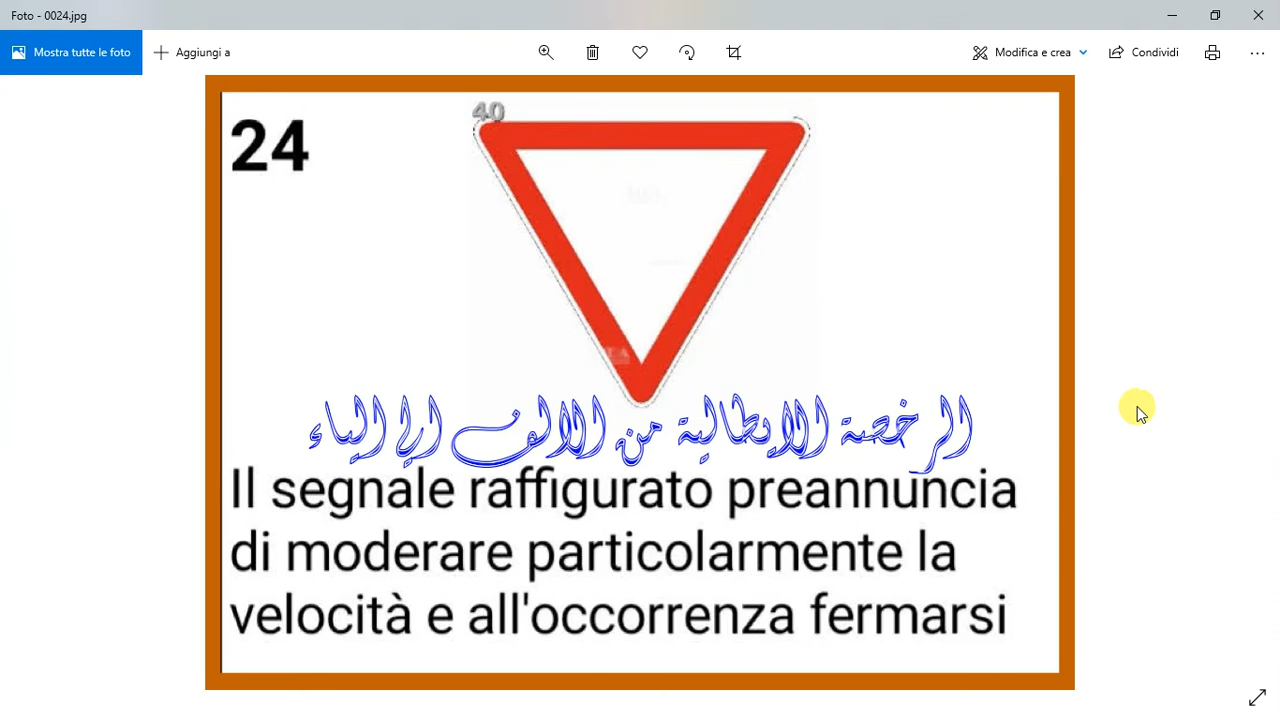 Foto - 0024.jpg
Mostra tutte le foto
Aggiungi a
Modifica e crea
Condividi
40
24
الرخصة الإيطالية من الالف الى الياء
Il segnale raffigurato preannuncia
di moderare particolarmente la
velocità e all'occorrenza fermarsi